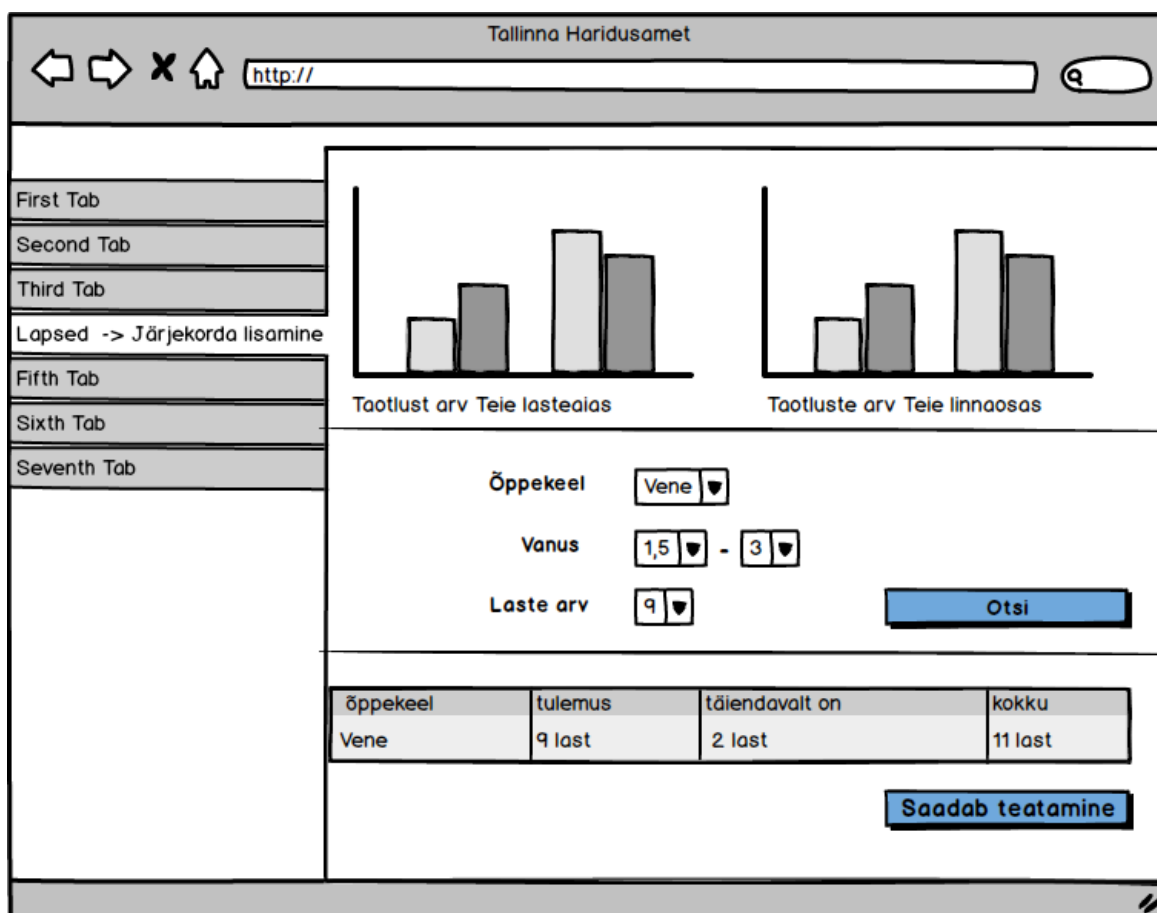 Tallinna Haridusamet
http://
First Tab
Second Tab
Third Tab
Lapsed -> Järjekorda lisamine
Fifth Tab
Sixth Tab
Seventh Tab
Taotlust arv Teie lasteaias
Taotluste arv Teie linnaosas
Õppekeel Vene
Vanus 1,5 - 3
Laste arv 9 Otsi
õppekeel tulemus täiendavalt on kokku
Vene 9 last 2 last 11 last
Saadab teatamine